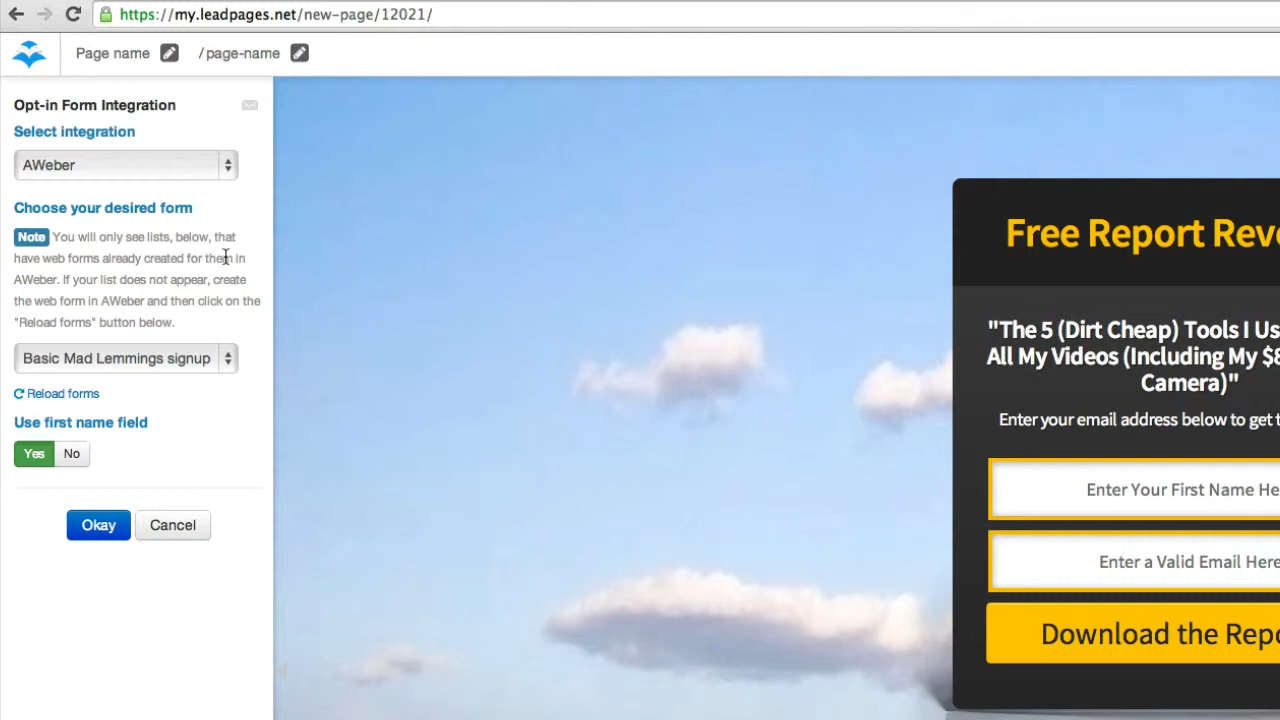 https://my.leadpages.net/new-page/12021/
Page name
/page-name
Opt-in Form Integration
Select integration
AWeber
Choose your desired form
Note You will only see lists, below, that
have web forms already created for them in
AWeber. If your list does not appear, create
the web form in AWeber and then click on the
"Reload forms" button below.
Basic Mad Lemmings signup
Reload forms
Use first name field
Yes No
Okay Cancel
Free Report Reve
"The 5 (Dirt Cheap) Tools I Us
All My Videos (Including My $8
Camera)"
Enter your email address below to get t
Enter Your First Name He
Enter a Valid Email Here
Download the Repo